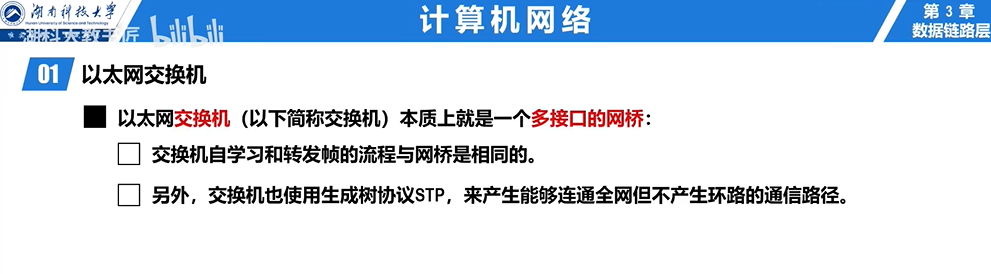 湖南科技大学
Hunan University of Science and Technology
湖科大教书匠 bilibili
计算机网络
第 3 章
数据链路层
01 以太网交换机
以太网交换机（以下简称交换机）本质上就是一个多接口的网桥：
交换机自学习和转发帧的流程与网桥是相同的。
另外，交换机也使用生成树协议STP，来产生能够连通全网但不产生环路的通信路径。